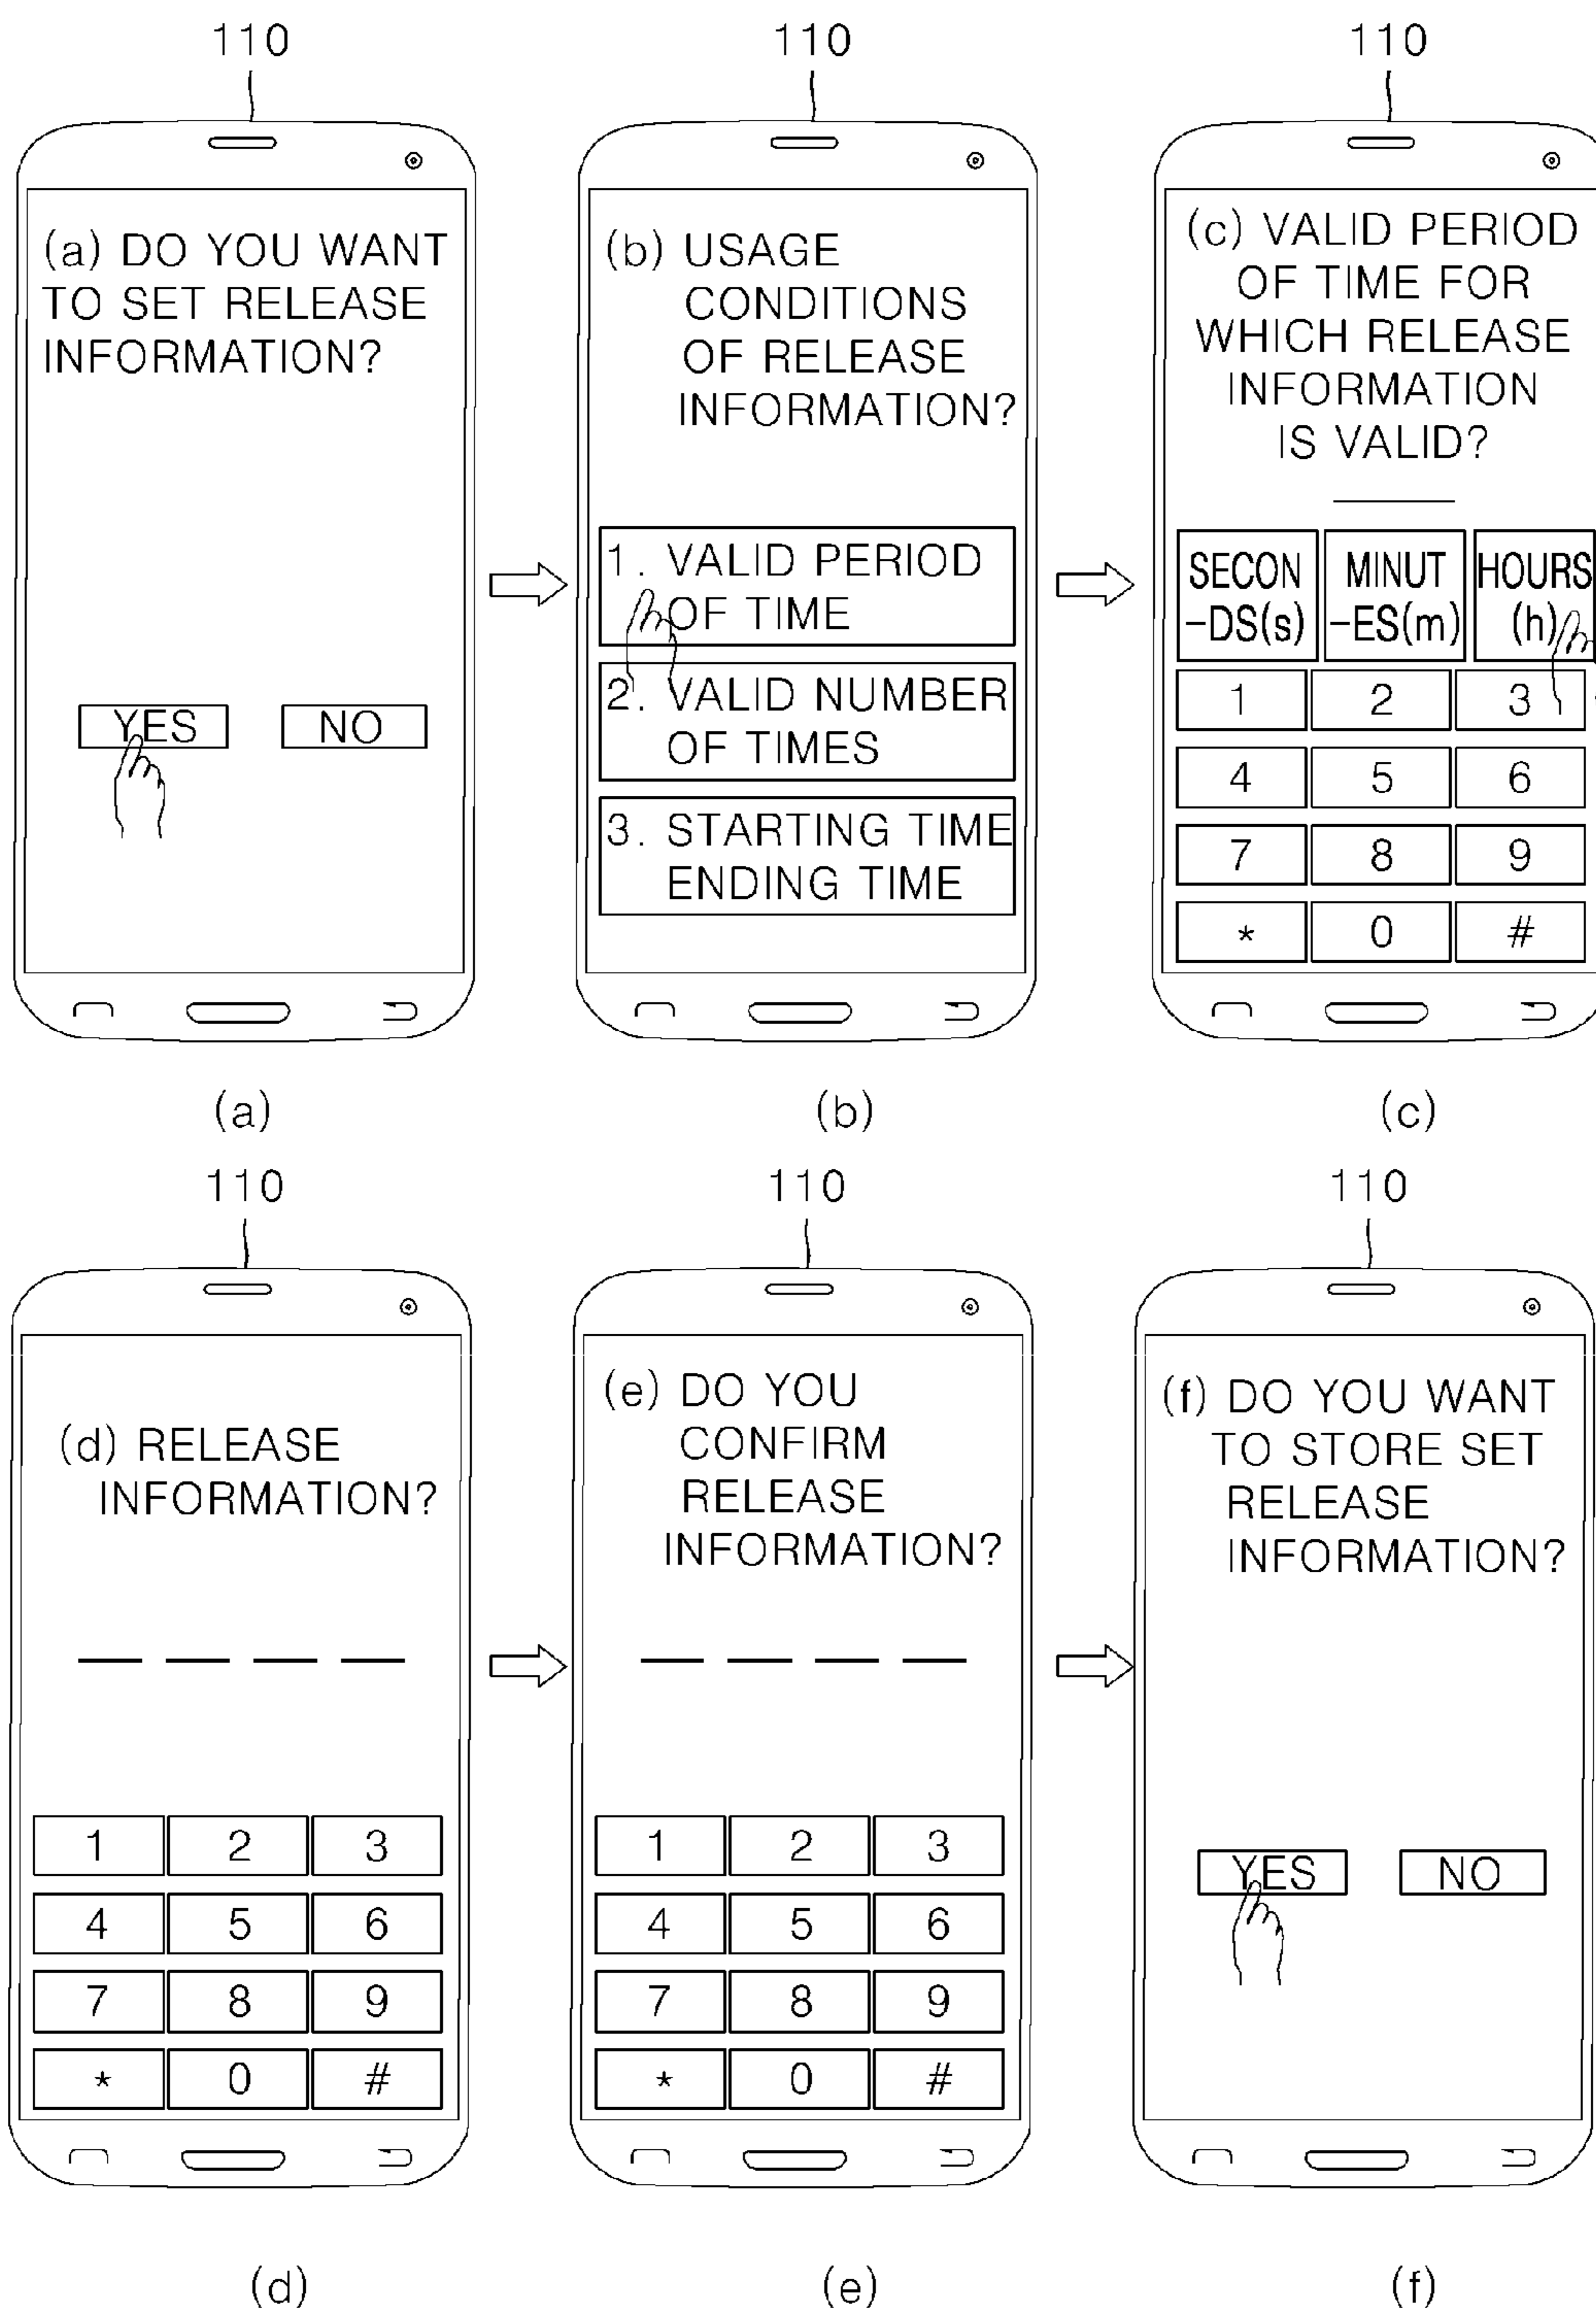 110
110
110
(a) DO YOU WANT
TO SET RELEASE
INFORMATION?
YES
NO
(b) USAGE
CONDITIONS
OF RELEASE
INFORMATION?
1. VALID PERIOD
OF TIME
2. VALID NUMBER
OF TIMES
3. STARTING TIME
ENDING TIME
(c) VALID PERIOD
OF TIME FOR
WHICH RELEASE
INFORMATION
IS VALID?
SECON
-DS(s)
MINUT
-ES(m)
HOURS
(h)
1 2 3
4 5 6
7 8 9
* 0 #
(a)
(b)
(c)
110
110
110
(d) RELEASE
INFORMATION?
1 2 3
4 5 6
7 8 9
* 0 #
(e) DO YOU
CONFIRM
RELEASE
INFORMATION?
1 2 3
4 5 6
7 8 9
* 0 #
(f) DO YOU WANT
TO STORE SET
RELEASE
INFORMATION?
YES
NO
(d)
(e)
(f)